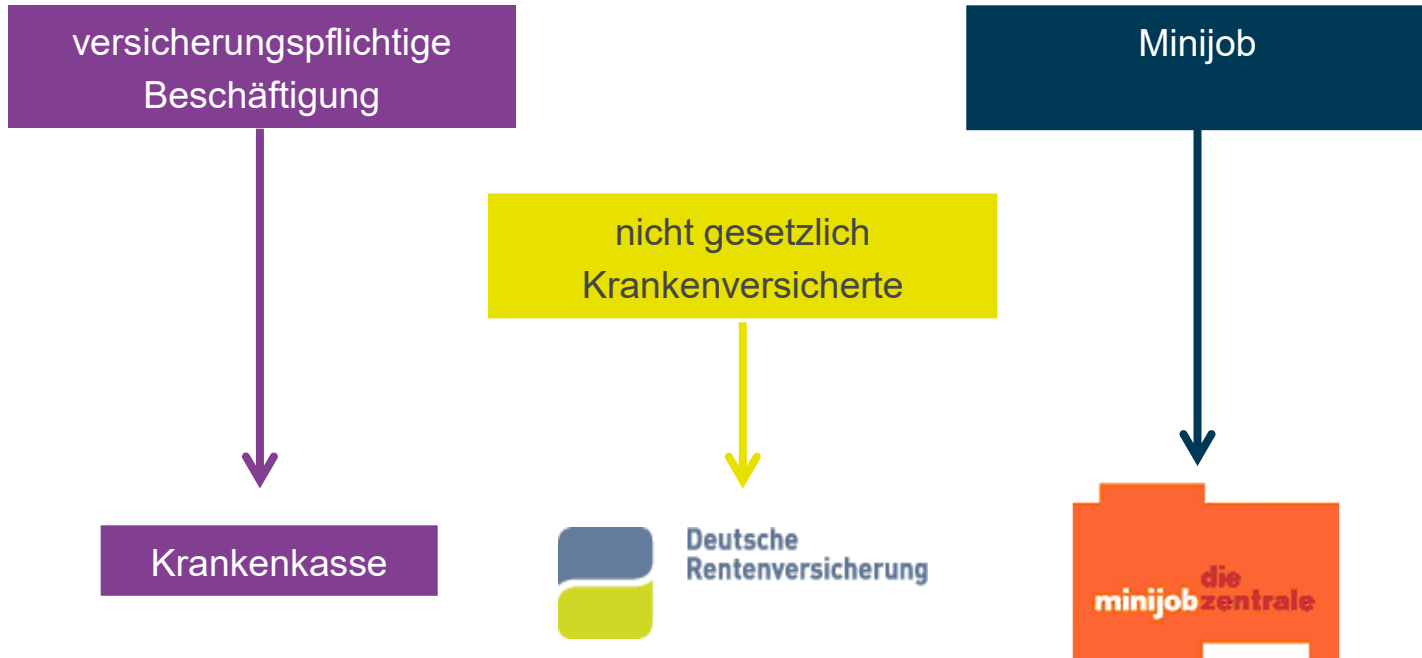 versicherungspflichtige
Beschäftigung
Minijob
nicht gesetzlich
Krankenversicherte
Krankenkasse
Deutsche
Rentenversicherung
die
minijobzentrale